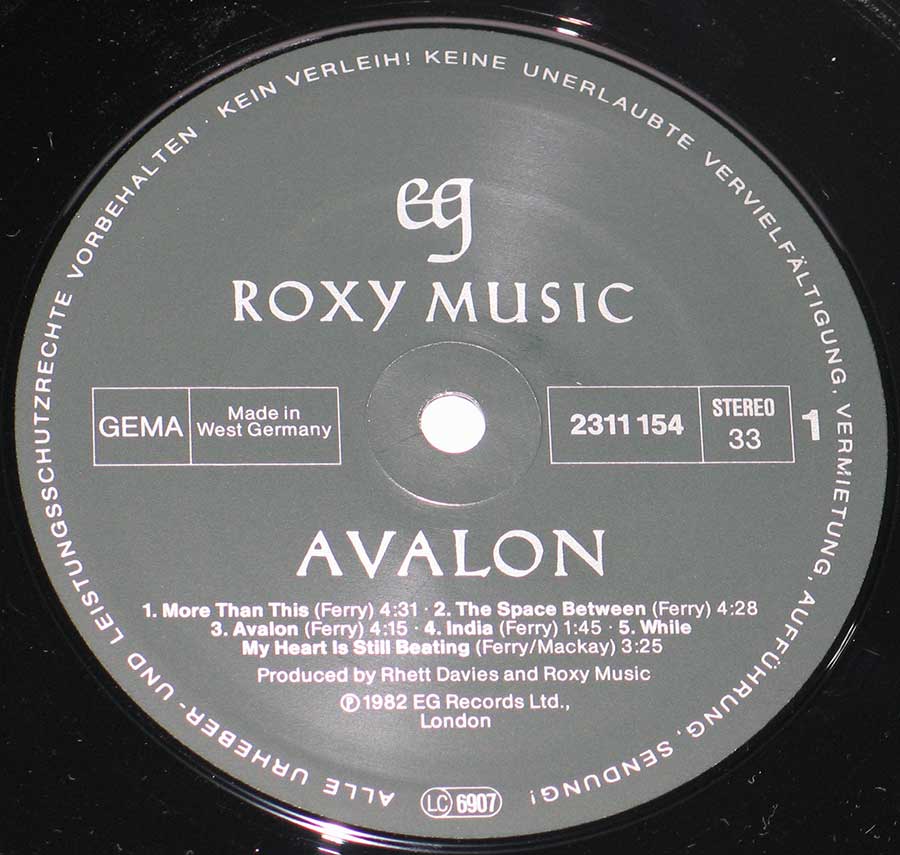 ALLE URHEBER- UND LEISTUNGSSCHUTZRECHTE VORBEHALTEN · KEIN VERLEIH! KEINE UNERLAUBTE VERVIELFÄLTIGUNG, VERMIETUNG, AUFFÜHRUNG, SENDUNG!
eg
ROXY MUSIC
GEMA
Made in
West Germany
2311 154
STEREO
33
1
AVALON
1. More Than This (Ferry) 4:31 · 2. The Space Between (Ferry) 4:28
3. Avalon (Ferry) 4:15 · 4. India (Ferry) 1:45 · 5. While
My Heart is Still Beating (Ferry/Mackay) 3:25
Produced by Rhett Davies and Roxy Music
℗ 1982 EG Records Ltd.,
London
LC 6907